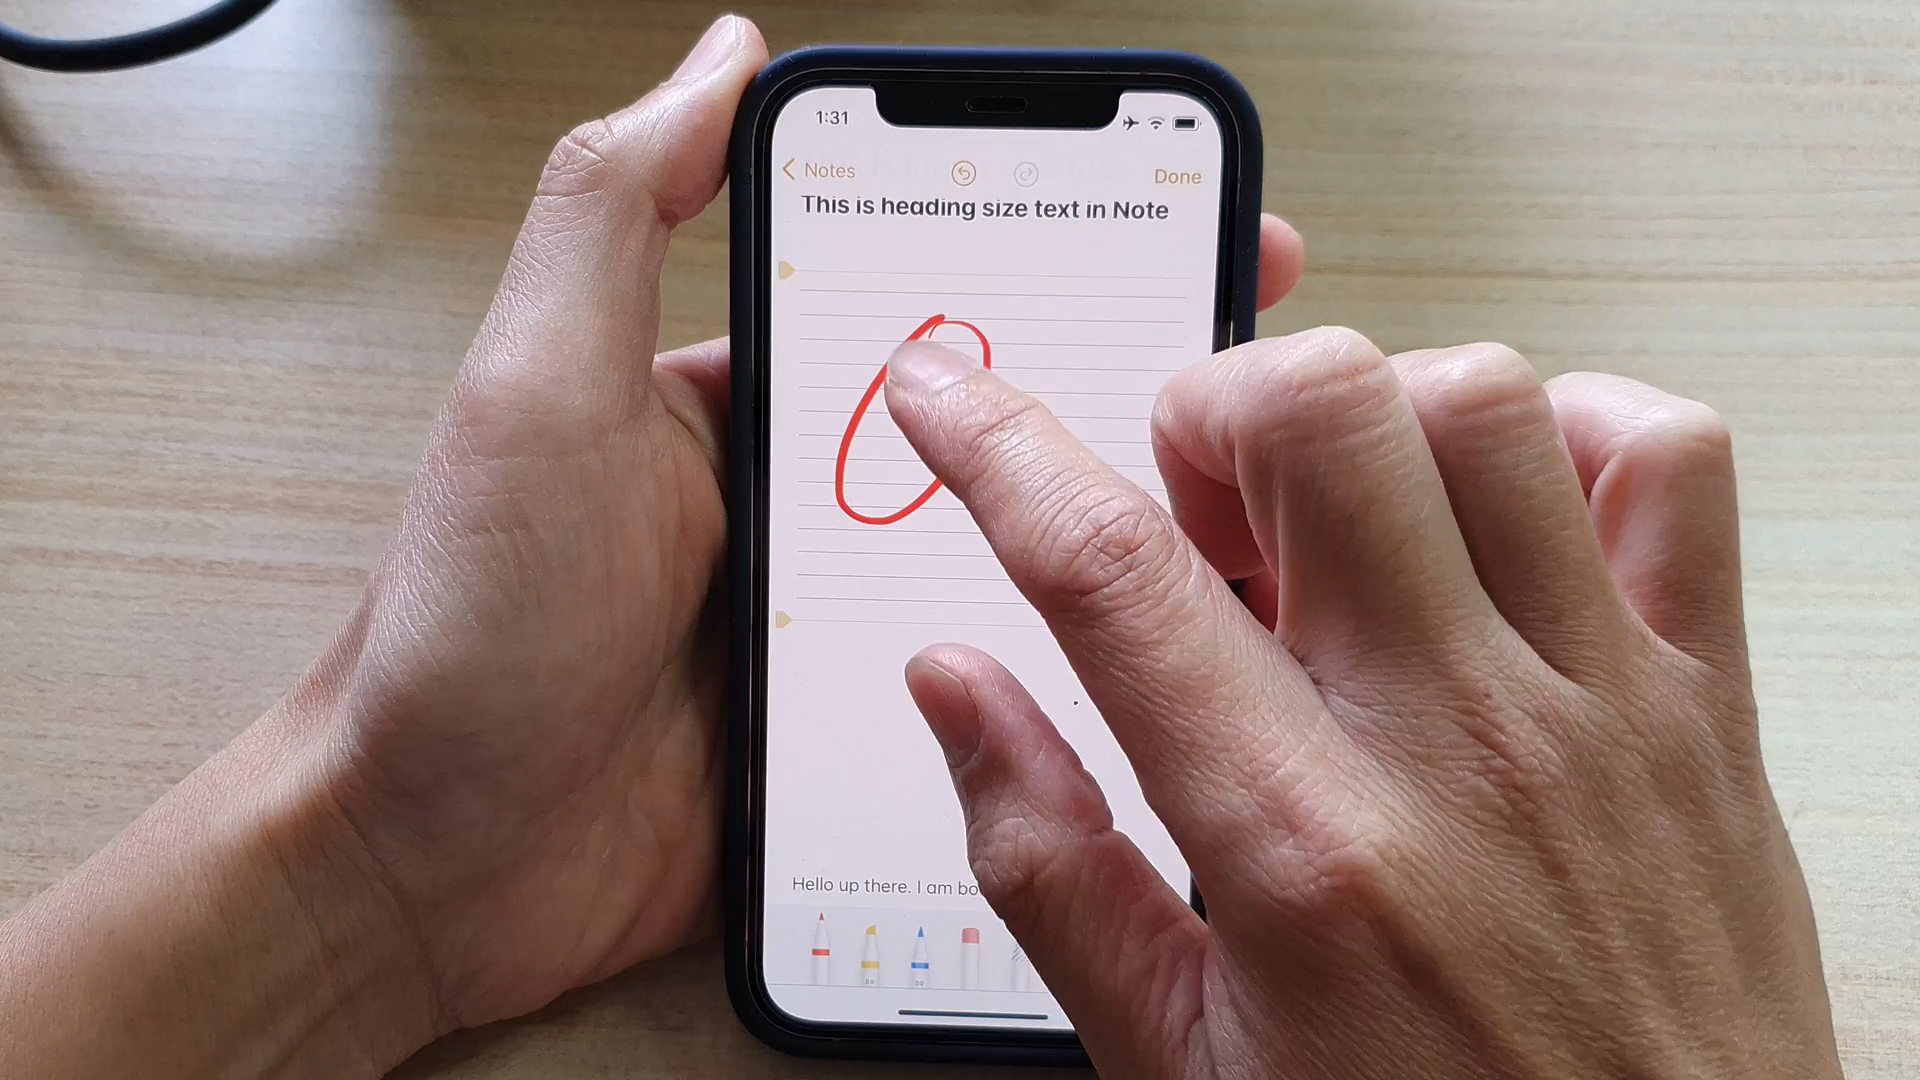 1:31
Notes
Done
This is heading size text in Note
Hello up there. I am bo